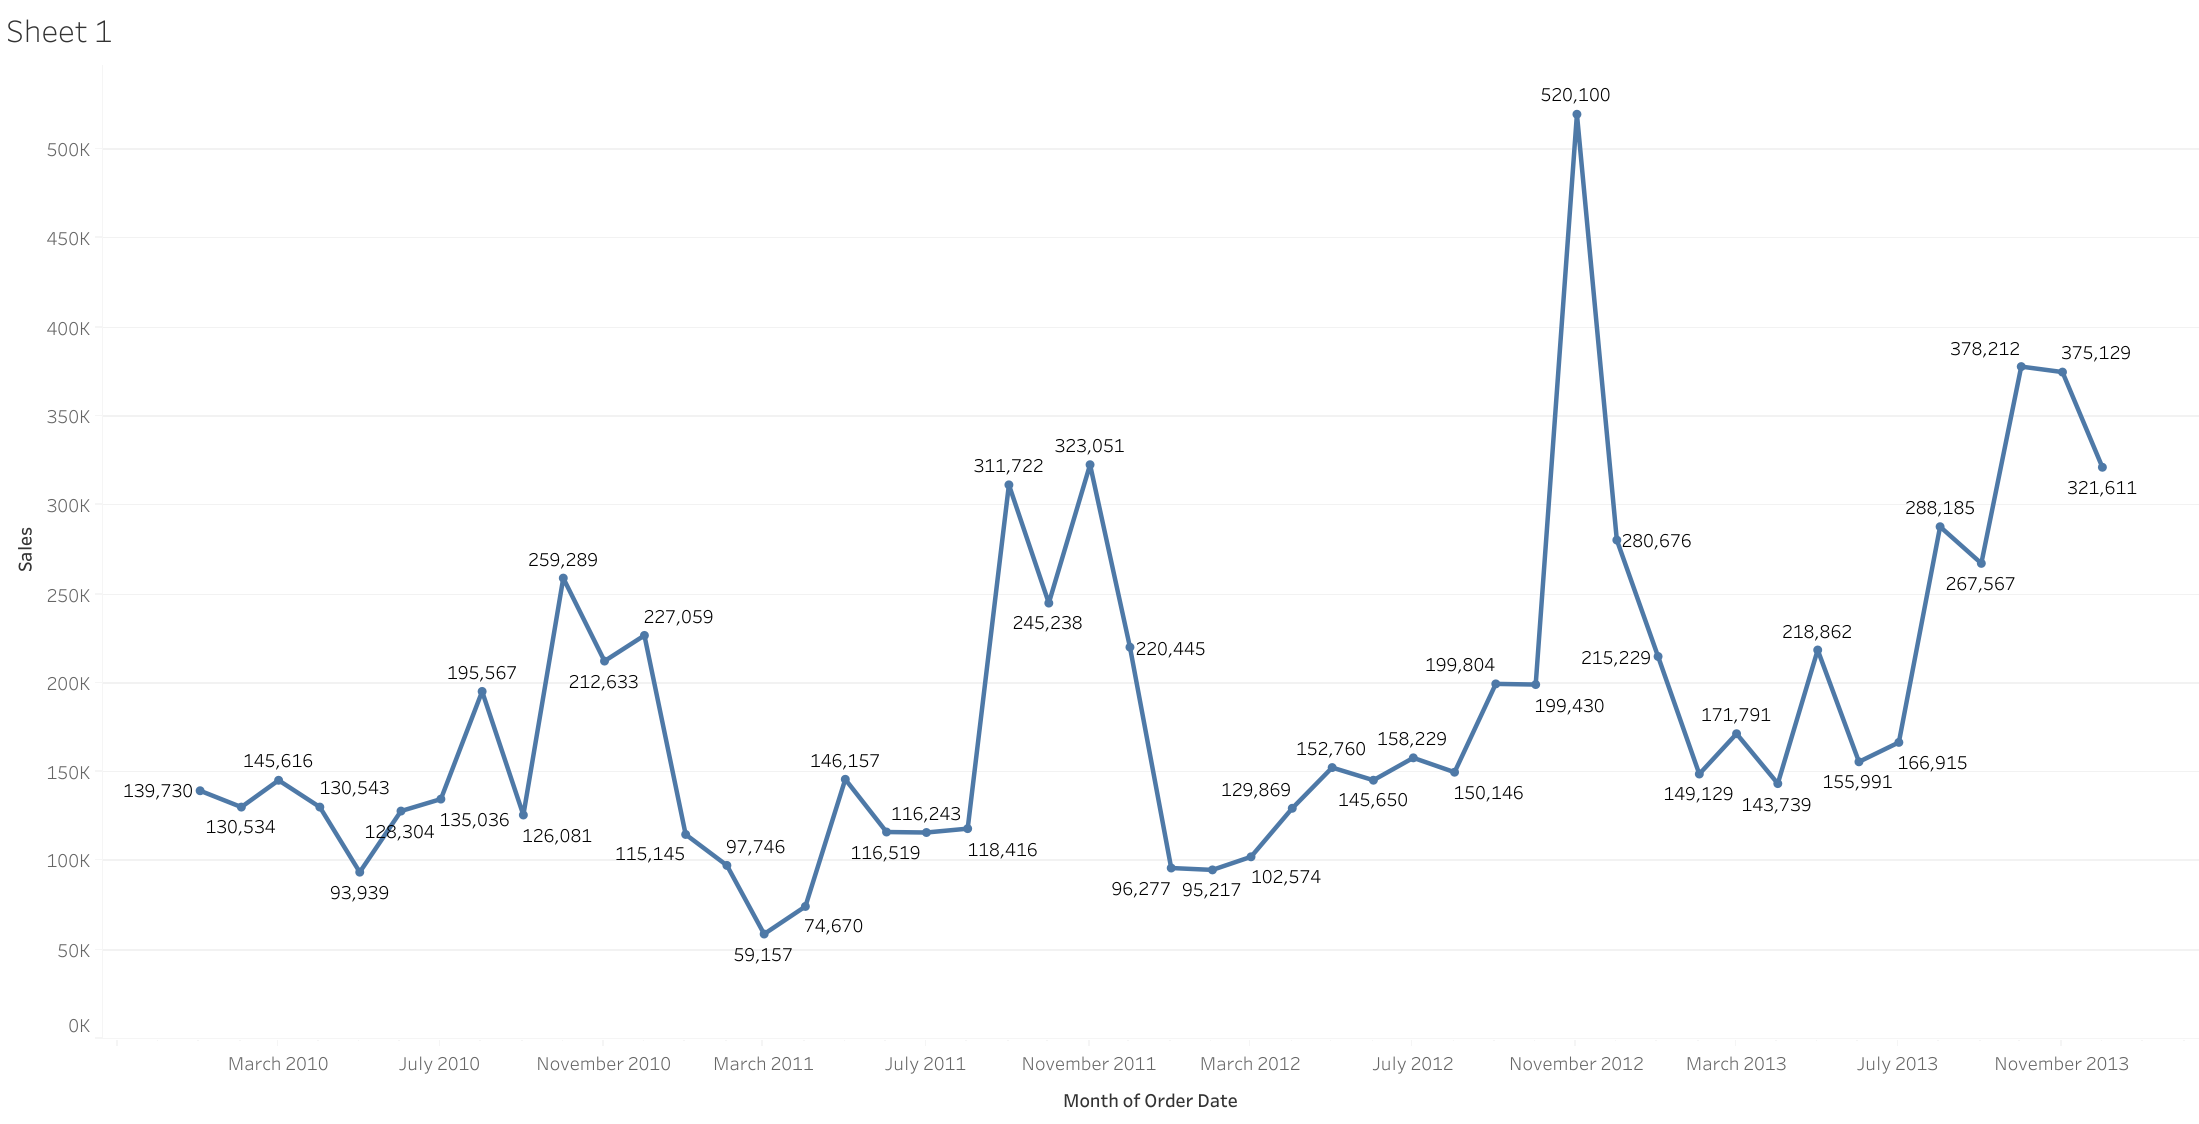 Sheet 1
520,100
500K
450K
400K
378,212
375,129
350K
323,051
311,722
321,611
300K
288,185
Sales
280,676
259,289
267,567
250K
227,059
245,238
218,862
220,445
215,229
199,804
195,567
212,633
200K
199,430
171,791
158,229
152,760
146,157
145,616
166,915
150K
155,991
130,543
139,730
129,869
150,146
149,129
145,650
143,739
116,243
135,036
130,534
128,304
126,081
97,746
118,416
116,519
115,145
100K
102,574
96,277
95,217
93,939
74,670
50K
59,157
0K
March 2010
July 2010
November 2010
March 2011
July 2011
November 2011
March 2012
July 2012
November 2012
March 2013
July 2013
November 2013
Month of Order Date